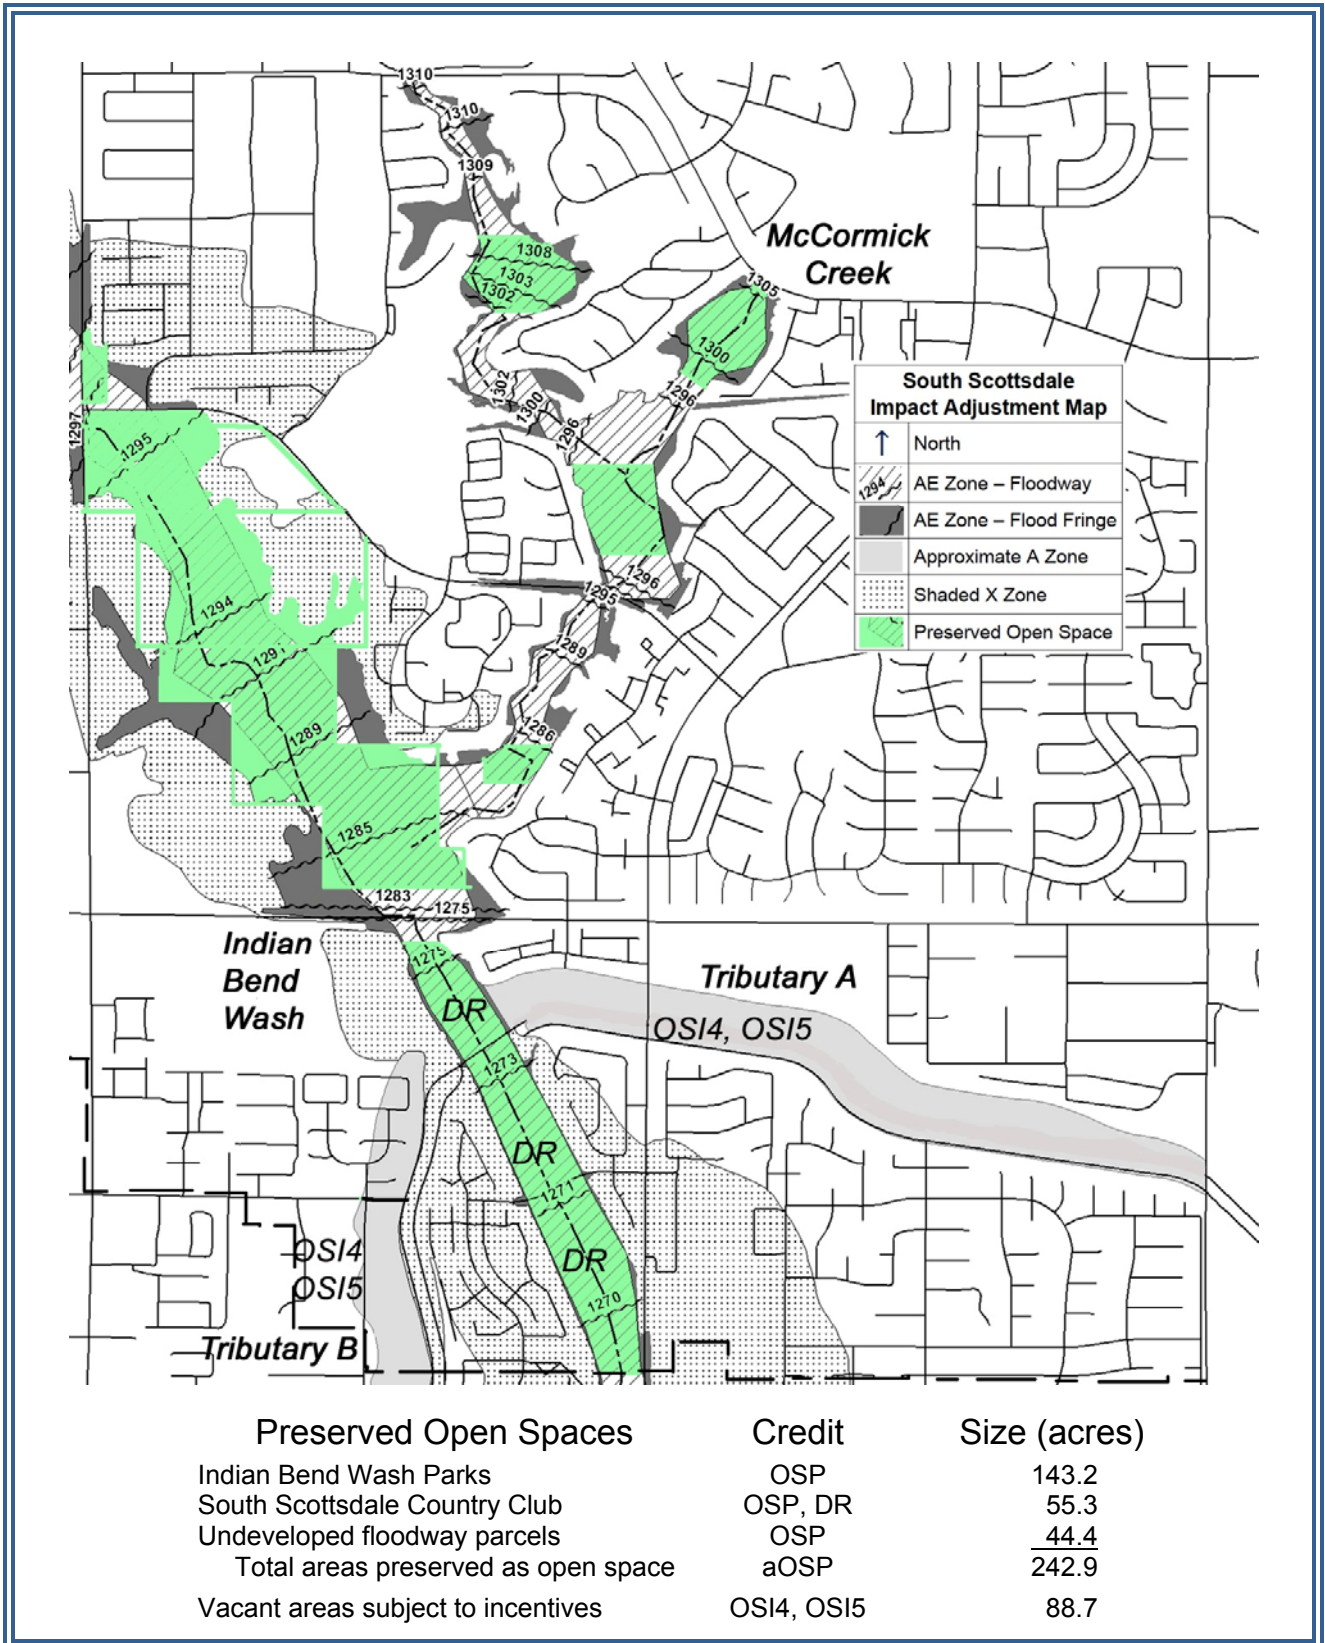 1310
1310
1309
McCormick
Creek
1308
1303
1302
1305
1300
1302
1300
1296
1296
1297
1295
South Scottsdale
Impact Adjustment Map
North
1294 AE Zone – Floodway
AE Zone – Flood Fringe
Approximate A Zone
Shaded X Zone
Preserved Open Space
1296
1295
1294
1289
1286
1289
1285
1283
1275
Indian
Bend
Wash
1275
Tributary A
DR
OSI4, OSI5
1273
DR
1271
OSI4
OSI5
DR
1270
Tributary B
Preserved Open Spaces Credit Size (acres)
Indian Bend Wash Parks OSP 143.2
South Scottsdale Country Club OSP, DR 55.3
Undeveloped floodway parcels OSP 44.4
Total areas preserved as open space aOSP 242.9
Vacant areas subject to incentives OSI4, OSI5 88.7